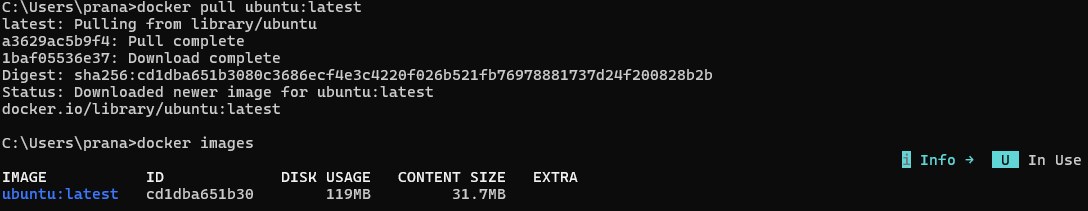 C:\Users\prana>docker pull ubuntu:latest
latest: Pulling from library/ubuntu
a3629ac5b9f4: Pull complete
1baf05536e37: Download complete
Digest: sha256:cd1dba651b3080c3686ecf4e3c4220f026b521fb76978881737d24f200828b2b
Status: Downloaded newer image for ubuntu:latest
docker.io/library/ubuntu:latest
C:\Users\prana>docker images
i Info → U In Use
IMAGE ID DISK USAGE CONTENT SIZE EXTRA
ubuntu:latest cd1dba651b30 119MB 31.7MB